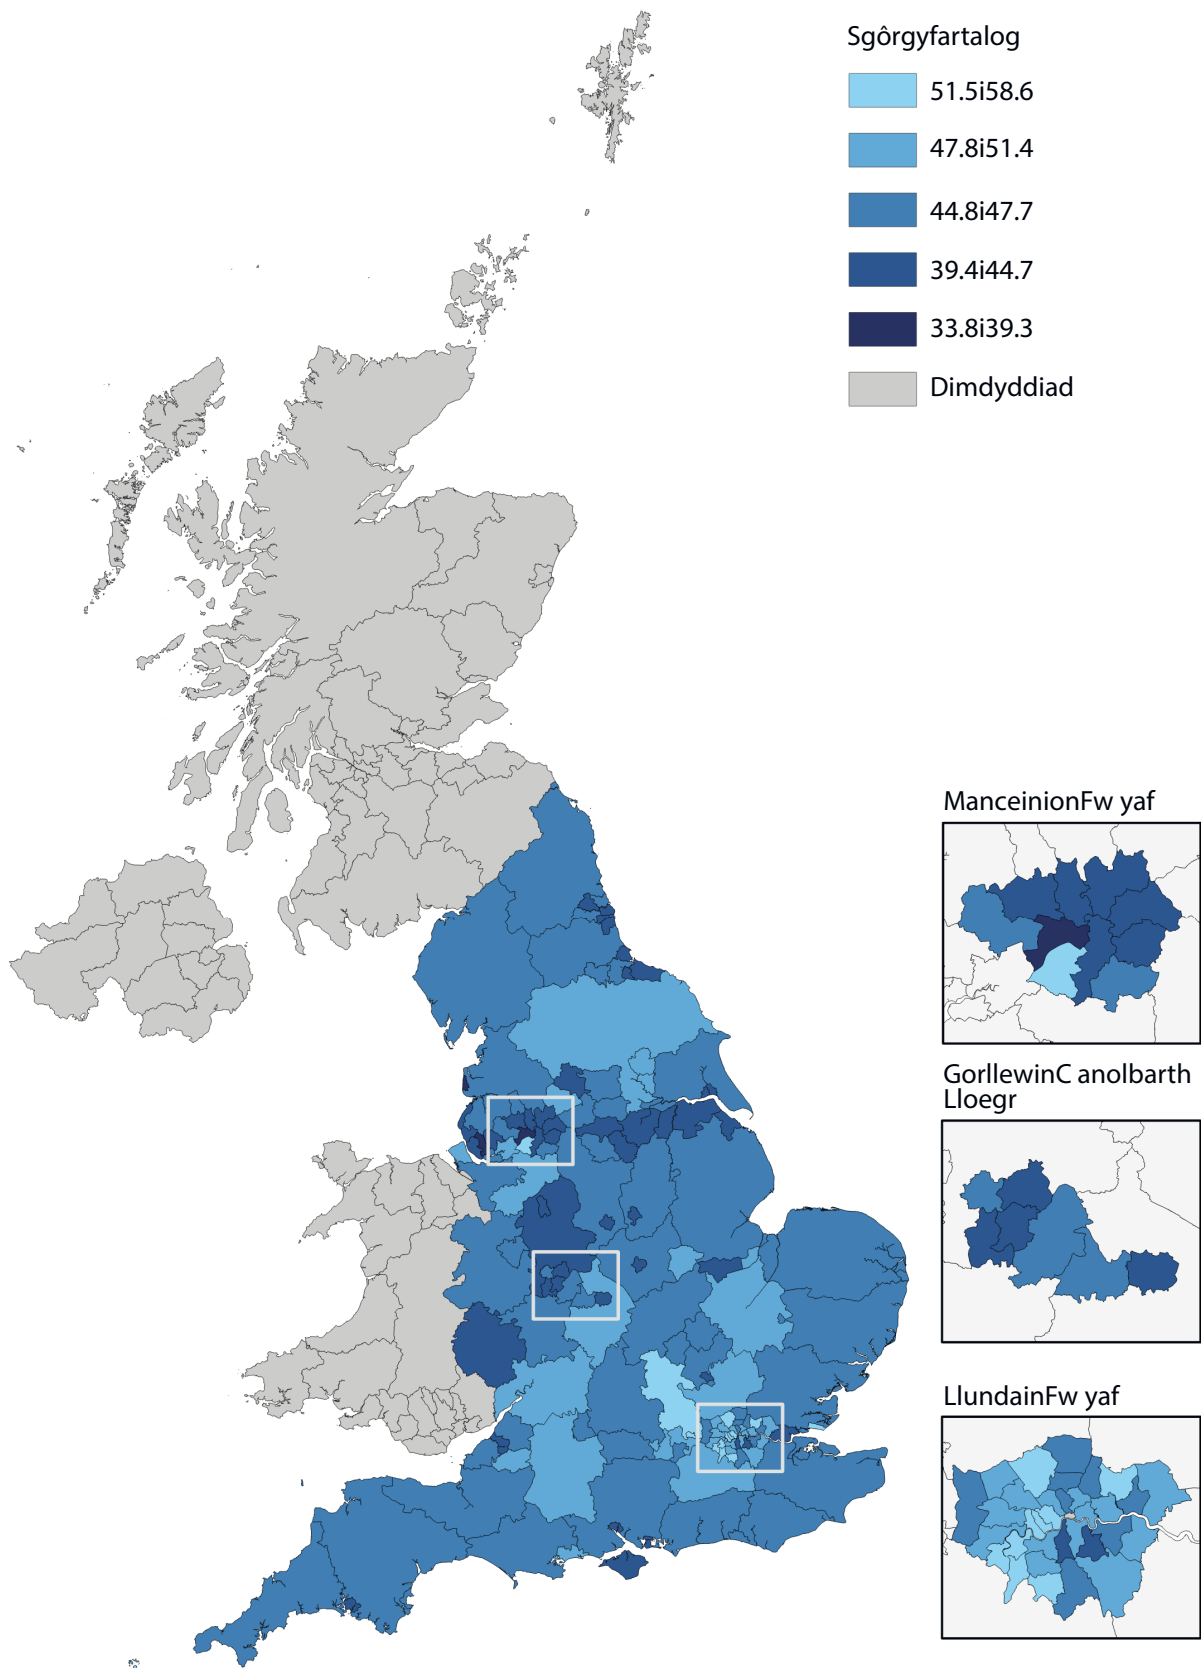 Sgôrgyfartalog
51.5i58.6
47.8i51.4
44.8i47.7
39.4i44.7
33.8i39.3
Dimdyddiad
ManceinionFw yaf
GorllewinC anolbarth
Lloegr
LlundainFw yaf